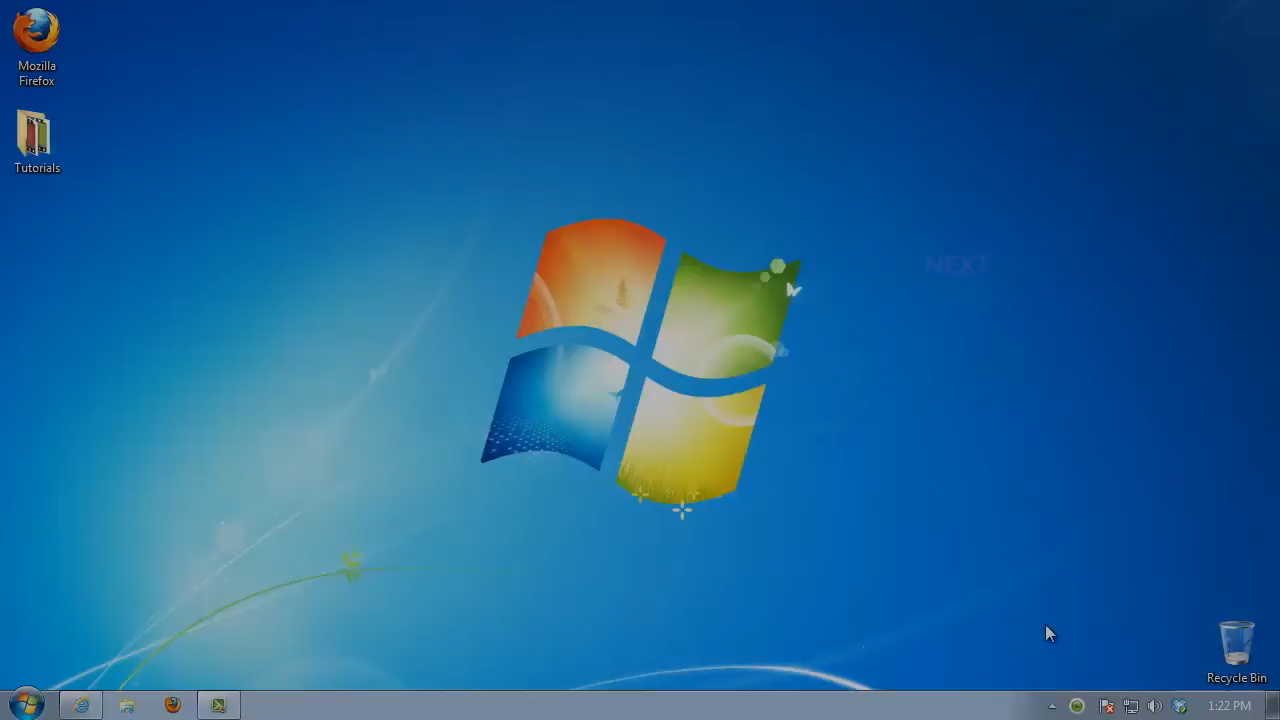 Mozilla
Firefox
Tutorials
NEXT
Recycle Bin
1:22 PM